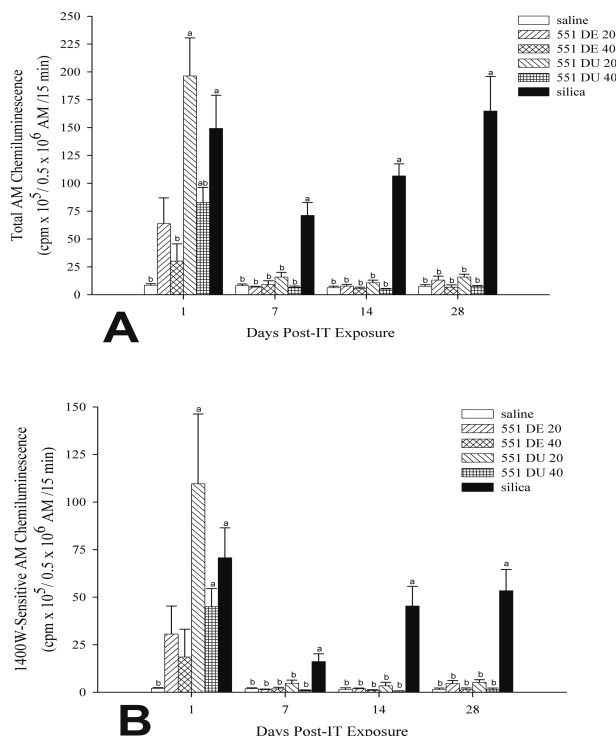 250
225
200
175
150
125
100
75
50
25
0
Total AM Chemiluminescence
(cpm x 10^5/ 0.5 x 10^6 AM /15 min)
saline
551 DE 20
551 DE 40
551 DU 20
551 DU 40
silica
b b a ab a
b b b b b a
b b b b b a
b b b b b a
1 7 14 28
Days Post-IT Exposure
A
150
125
100
75
50
25
0
1400W-Sensitive AM Chemiluminescence
(cpm x 10^5/ 0.5 x 10^6 AM /15 min)
saline
551 DE 20
551 DE 40
551 DU 20
551 DU 40
silica
b a a a
b b b b b a
b b b b b a
b b b b b a
1 7 14 28
Days Post-IT Exposure
B